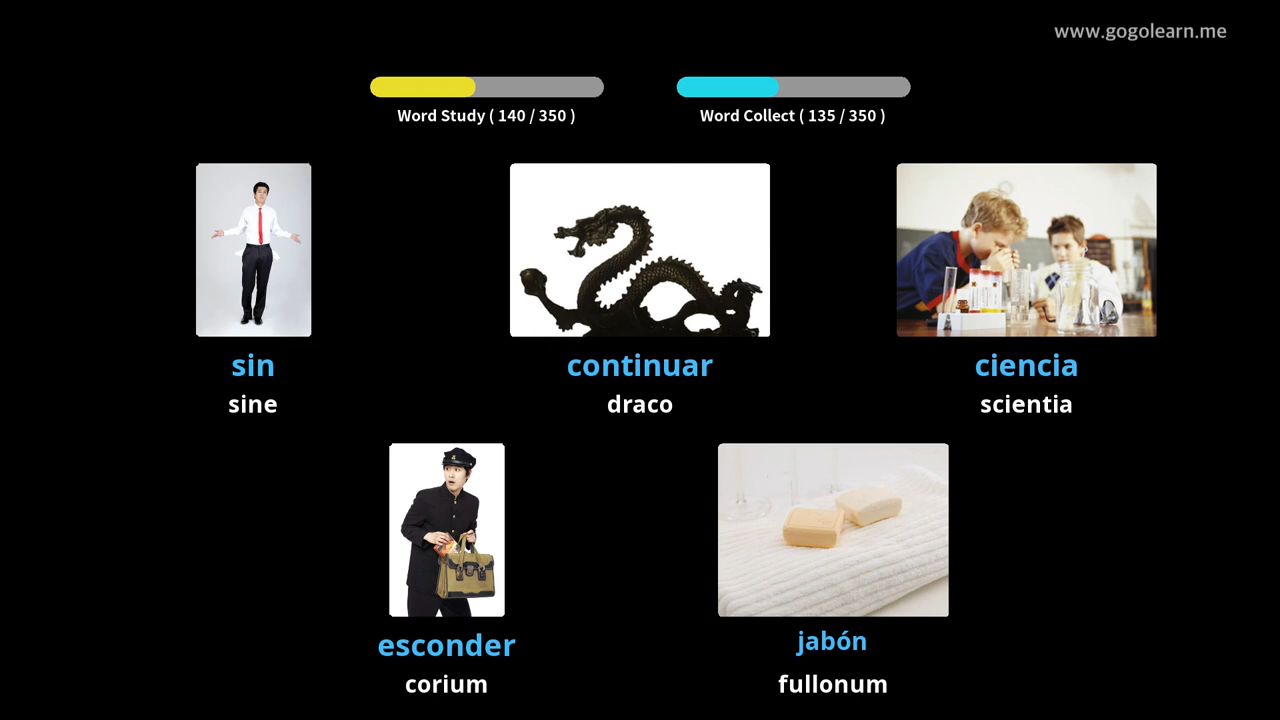 www.gogolearn.me
Word Study ( 140 / 350 )
Word Collect ( 135 / 350 )
sin
sine
continuar
draco
ciencia
scientia
esconder
corium
jabón
fullonum